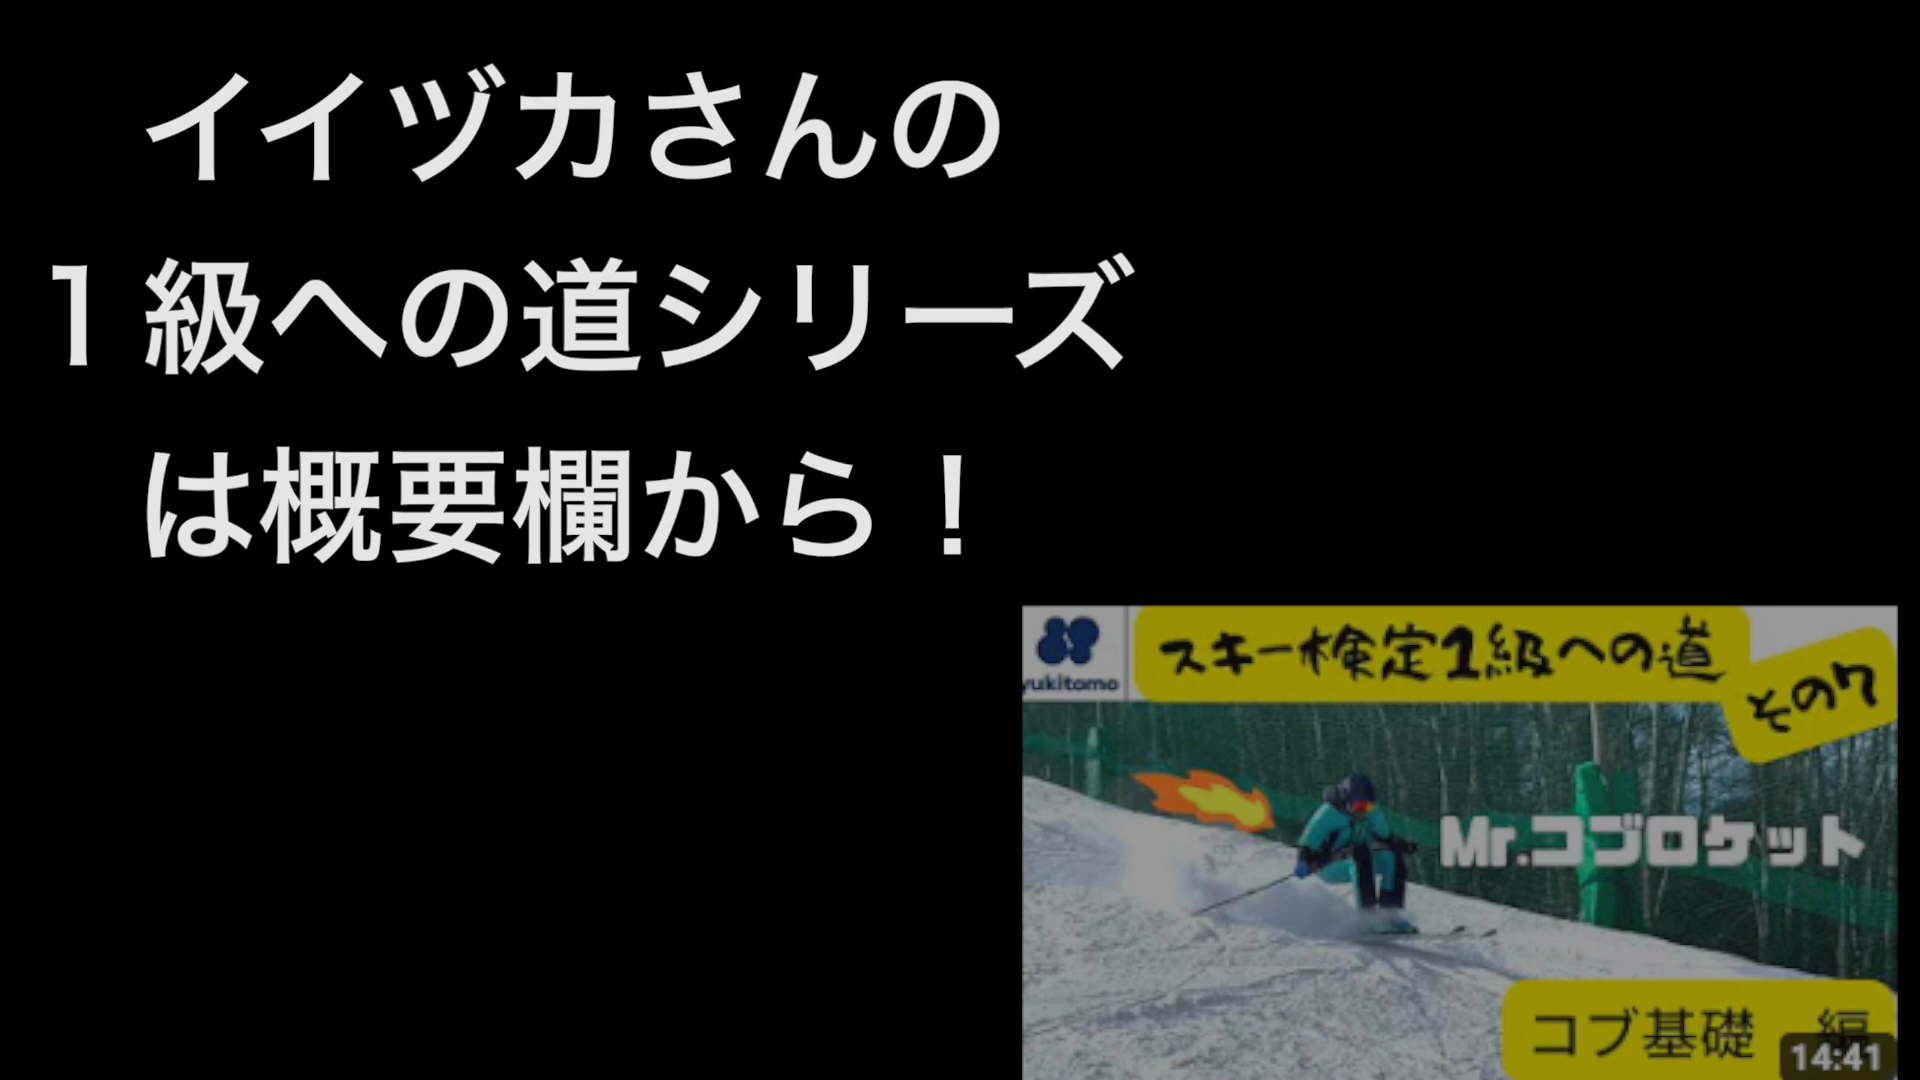 イイヅカさんの
１級への道シリーズ
は概要欄から！
yukitomo
スキー検定1級への道
その7
Mr.コブロケット
コブ基礎 編
14:41